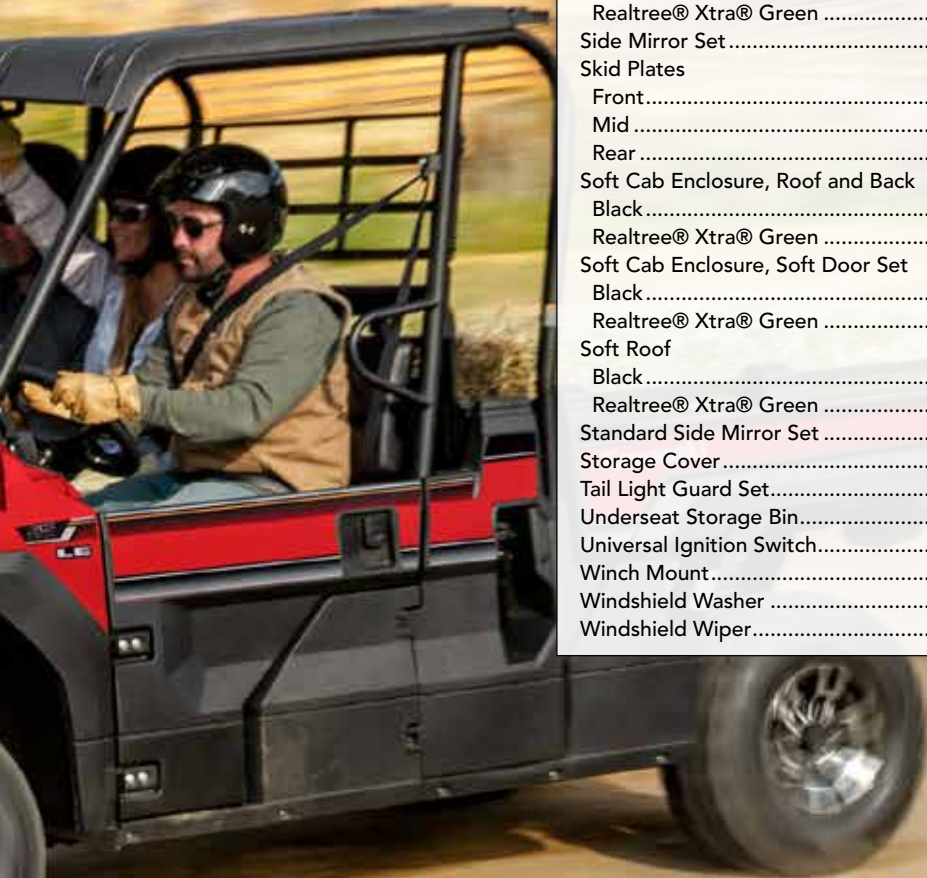 Realtree® Xtra® Green ..................
Side Mirror Set ..................................
Skid Plates
Front..................................................
Mid ....................................................
Rear ...................................................
Soft Cab Enclosure, Roof and Back
Black..................................................
Realtree® Xtra® Green ..................
Soft Cab Enclosure, Soft Door Set
Black..................................................
Realtree® Xtra® Green ..................
Soft Roof
Black..................................................
Realtree® Xtra® Green ..................
Standard Side Mirror Set ..................
Storage Cover....................................
Tail Light Guard Set...........................
Underseat Storage Bin......................
Universal Ignition Switch...................
Winch Mount......................................
Windshield Washer ...........................
Windshield Wiper...............................
LE